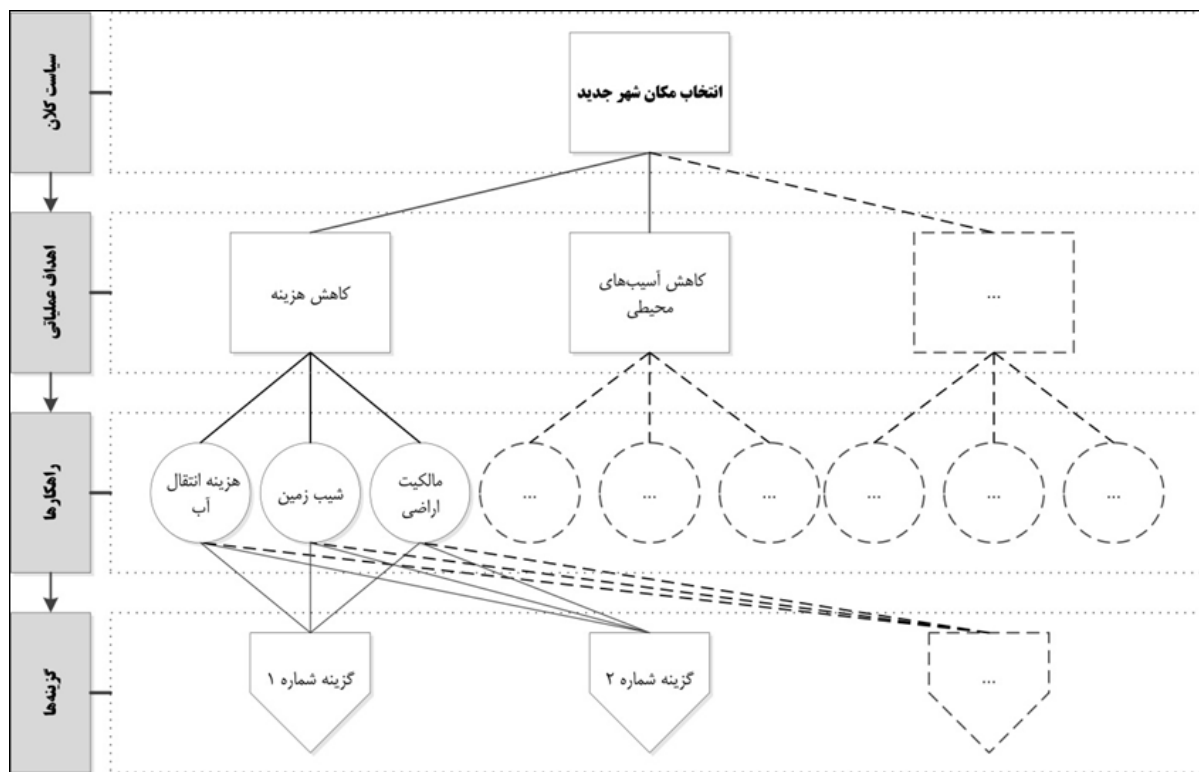 سیاست کلان
انتخاب مکان شهر جدید
اهداف عملیاتی
کاهش هزینه
کاهش آسیب‌های
محیطی
...
راهکارها
هزینه انتقال
آب
شیب زمین
مالکیت
اراضی
...
...
...
...
...
...
گزینه‌ها
گزینه شماره ۱
گزینه شماره ۲
...